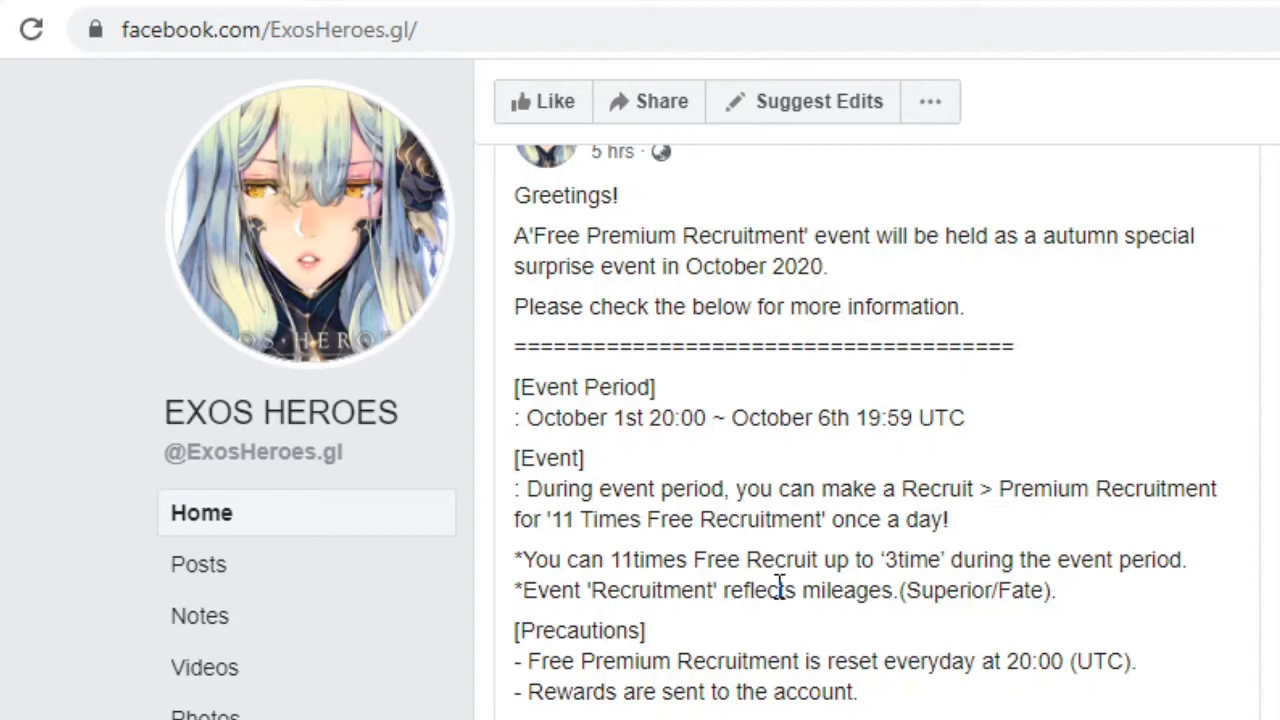 facebook.com/ExosHeroes.gl/
Like
Share
Suggest Edits
5 hrs ·
Greetings!
A'Free Premium Recruitment' event will be held as a autumn special
surprise event in October 2020.
Please check the below for more information.
======================================
[Event Period]
: October 1st 20:00 ~ October 6th 19:59 UTC
[Event]
: During event period, you can make a Recruit > Premium Recruitment
for '11 Times Free Recruitment' once a day!
*You can 11times Free Recruit up to ‘3time’ during the event period.
*Event 'Recruitment' reflects mileages.(Superior/Fate).
[Precautions]
- Free Premium Recruitment is reset everyday at 20:00 (UTC).
- Rewards are sent to the account.
EXOS HEROES
@ExosHeroes.gl
Home
Posts
Notes
Videos
Photos